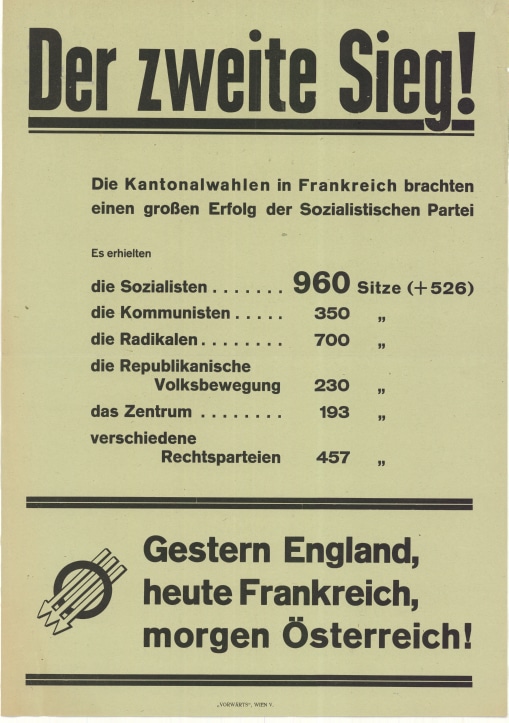 Der zweite Sieg!
Die Kantonalwahlen in Frankreich brachten
einen großen Erfolg der Sozialistischen Partei
Es erhielten
die Sozialisten ....... 960 Sitze (+526)
die Kommunisten ..... 350 „
die Radikalen ........ 700 „
die Republikanische
Volksbewegung 230 „
das Zentrum ........ 193 „
verschiedene
Rechtsparteien 457 „
Gestern England,
heute Frankreich,
morgen Österreich!
„VORWÄRTS", WIEN V.